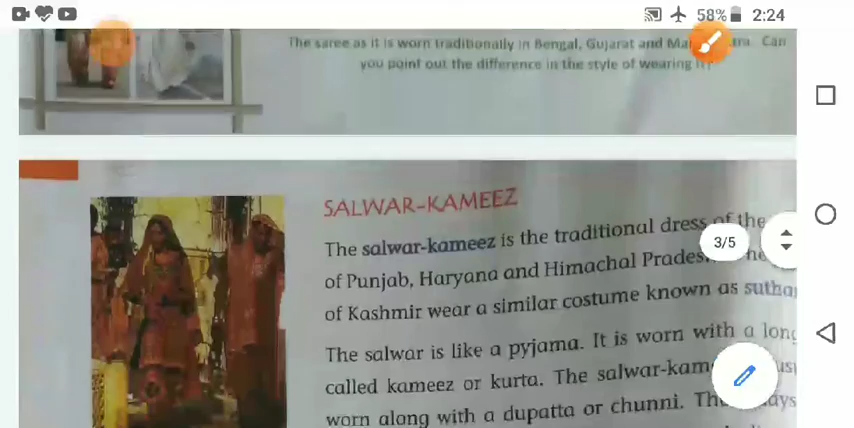 58% 2:24
The saree as it is worn traditionally in Bengal, Gujarat and Can
you point out the difference in the style of wearing it?
SALWAR-KAMEEZ
The salwar-kameez is the traditional dress of the
of Punjab, Haryana and Himachal
of Kashmir wear a similar costume known as
3/5
The salwar is like a pyjama. It is worn with a long
called kameez or kurta. The
worn along with a dupatta or chunni.